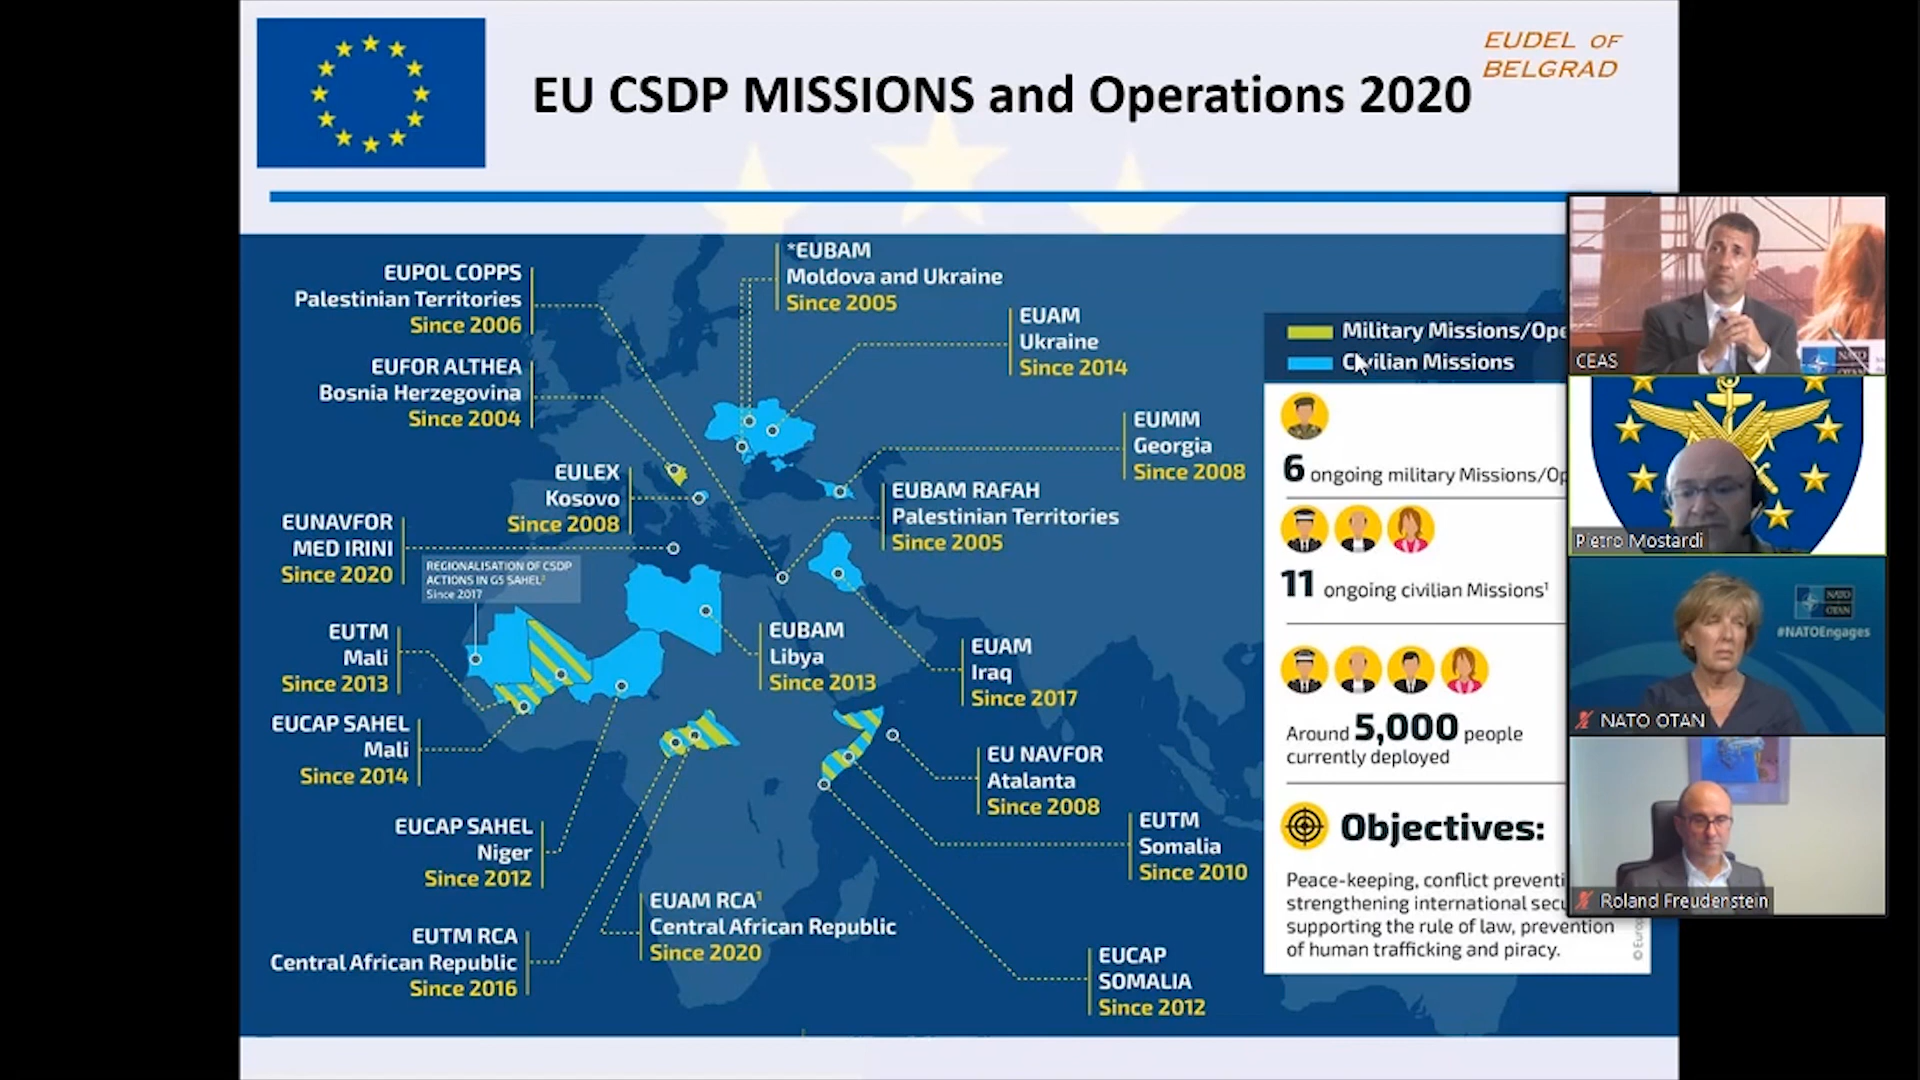 EUDEL OF
BELGRAD
EU CSDP MISSIONS and Operations 2020
*EUBAM
Moldova and Ukraine
Since 2005
EUPOL COPPS
Palestinian Territories
Since 2006
EUAM
Ukraine
Since 2014
EUFOR ALTHEA
Bosnia Herzegovina
Since 2004
EUMM
Georgia
Since 2008
EULEX
Kosovo
Since 2008
EUBAM RAFAH
Palestinian Territories
Since 2005
EUNAVFOR
MED IRINI
Since 2020
REGIONALISATION OF CSDP
ACTIONS IN G5 SAHEL²
Since 2017
EUTM
Mali
Since 2013
EUBAM
Libya
Since 2013
EUAM
Iraq
Since 2017
EUCAP SAHEL
Mali
Since 2014
EU NAVFOR
Atalanta
Since 2008
EUCAP SAHEL
Niger
Since 2012
EUTM
Somalia
Since 2010
EUAM RCA¹
Central African Republic
Since 2020
EUTM RCA
Central African Republic
Since 2016
EUCAP
SOMALIA
Since 2012
Military Missions/Ope
Civilian Missions
6 ongoing military Missions/Op
11 ongoing civilian Missions¹
Around 5,000 people
currently deployed
Objectives:
Peace-keeping, conflict preventi
strengthening international secu
supporting the rule of law, prevention
of human trafficking and piracy.
© Euro
CEAS
NATO
OTAN
Pietro Mostardi
NATO
OTAN
#NATOEngages
NATO OTAN
Roland Freudenstein